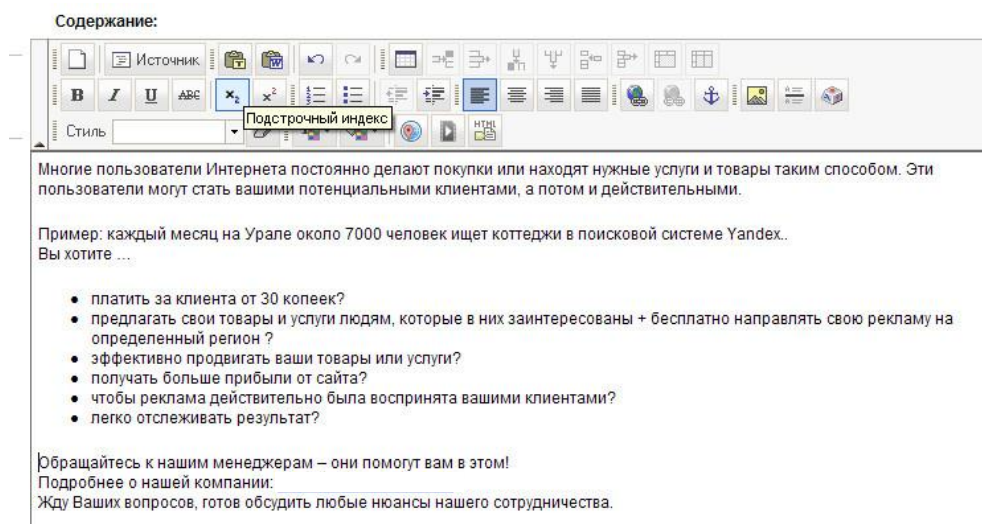 Содержание:
Источник
B I U ABC x₂ x²
Подстрочный индекс
Стиль
HTML
Многие пользователи Интернета постоянно делают покупки или находят нужные услуги и товары таким способом. Эти
пользователи могут стать вашими потенциальными клиентами, а потом и действительными.
Пример: каждый месяц на Урале около 7000 человек ищет коттеджи в поисковой системе Yandex..
Вы хотите ...
• платить за клиента от 30 копеек?
• предлагать свои товары и услуги людям, которые в них заинтересованы + бесплатно направлять свою рекламу на
определенный регион ?
• эффективно продвигать ваши товары или услуги?
• получать больше прибыли от сайта?
• чтобы реклама действительно была воспринята вашими клиентами?
• легко отслеживать результат?
Обращайтесь к нашим менеджерам – они помогут вам в этом!
Подробнее о нашей компании:
Жду Ваших вопросов, готов обсудить любые нюансы нашего сотрудничества.